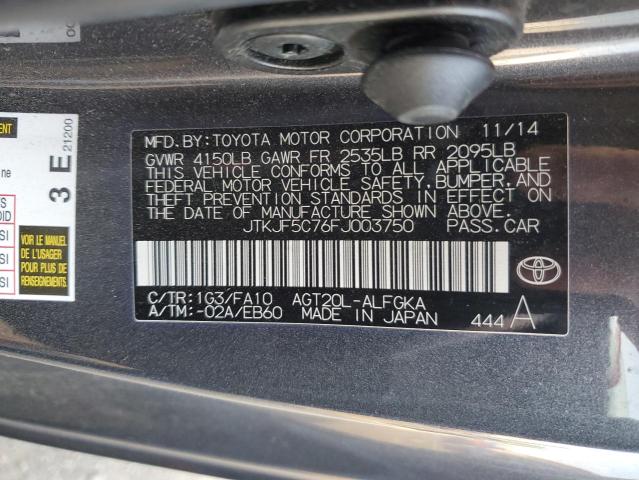 MFD.BY:TOYOTA MOTOR CORPORATION 11/14
GVWR 4150LB GAWR FR 2535LB RR 2095LB
THIS VEHICLE CONFORMS TO ALL APPLICABLE
FEDERAL MOTOR VEHICLE SAFETY,BUMPER,AND
THEFT PREVENTION STANDARDS IN EFFECT ON
THE DATE OF MANUFACTURE SHOWN ABOVE.
JTKJF5C76FJ003750 PASS.CAR
C/TR:1G3/FA10 AGT20L-ALFGKA
A/TM:-02A/EB60 MADE IN JAPAN
444 A
3 E
21200
VOIR LE MANUEL
DE L'USAGER
POUR PLUS DE
RENSEIGNEMENTS